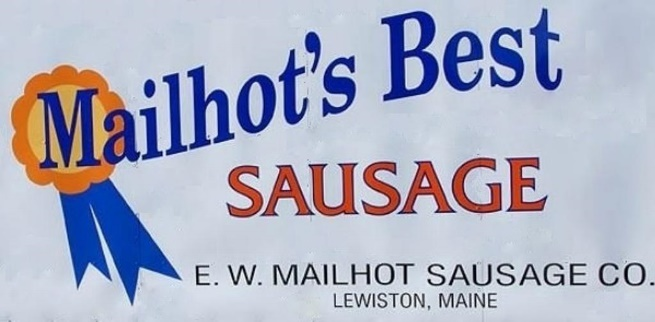 Mailhot's Best
SAUSAGE
E. W. MAILHOT SAUSAGE CO.
LEWISTON, MAINE